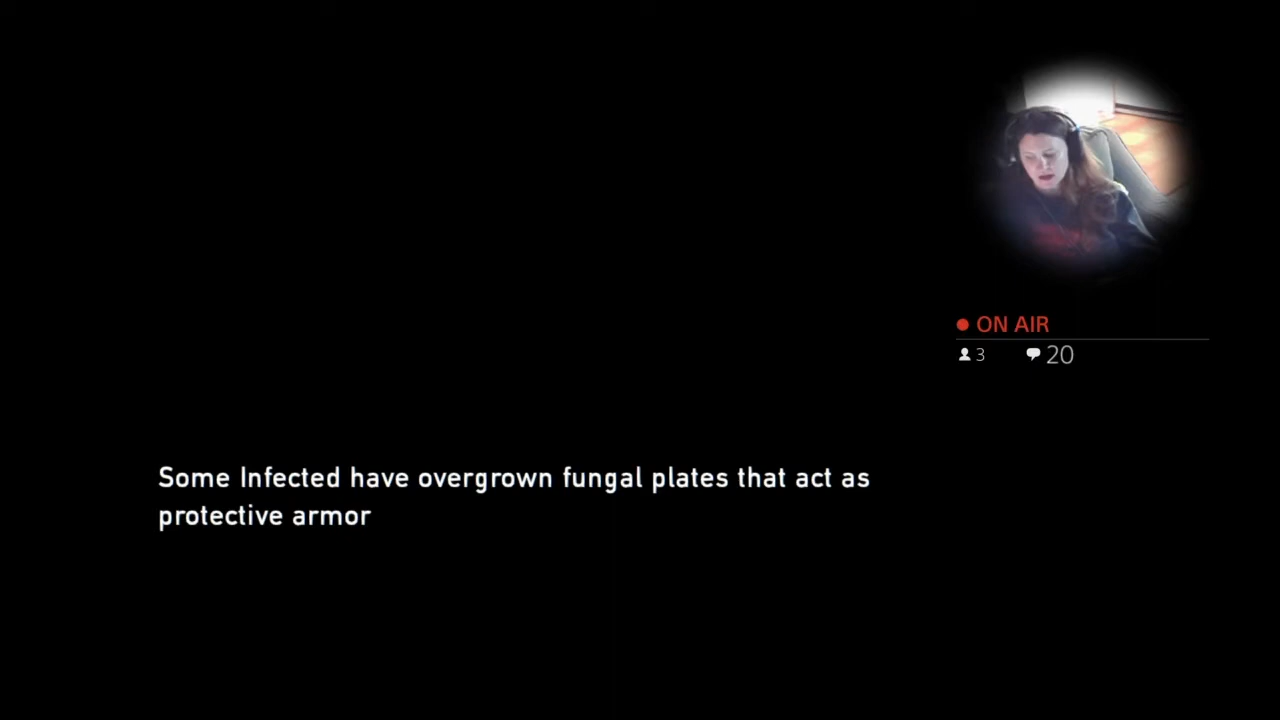 ON AIR
3 20
Some Infected have overgrown fungal plates that act as
protective armor